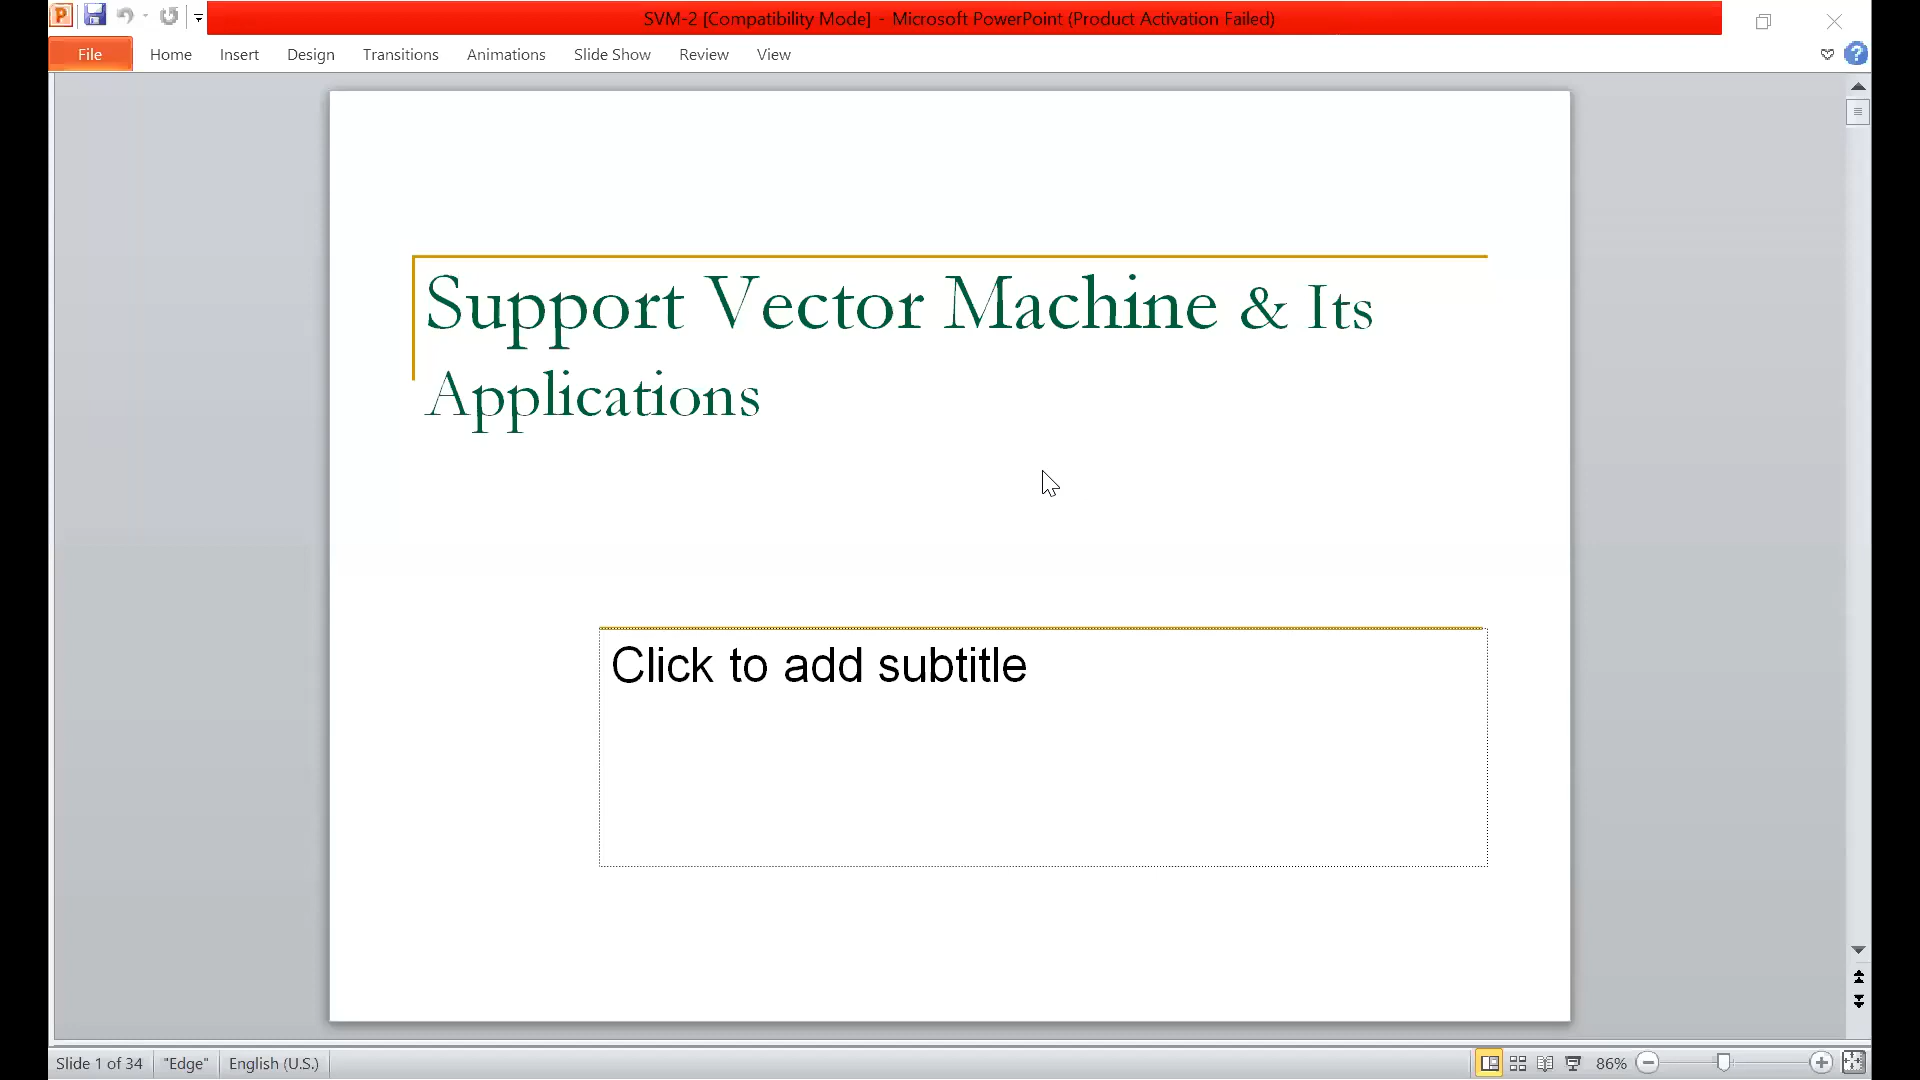 SVM-2 [Compatibility Mode] - Microsoft PowerPoint (Product Activation Failed)
File Home Insert Design Transitions Animations Slide Show Review View
Support Vector Machine & Its
Applications
Click to add subtitle
Slide 1 of 34 "Edge" English (U.S.) 86%